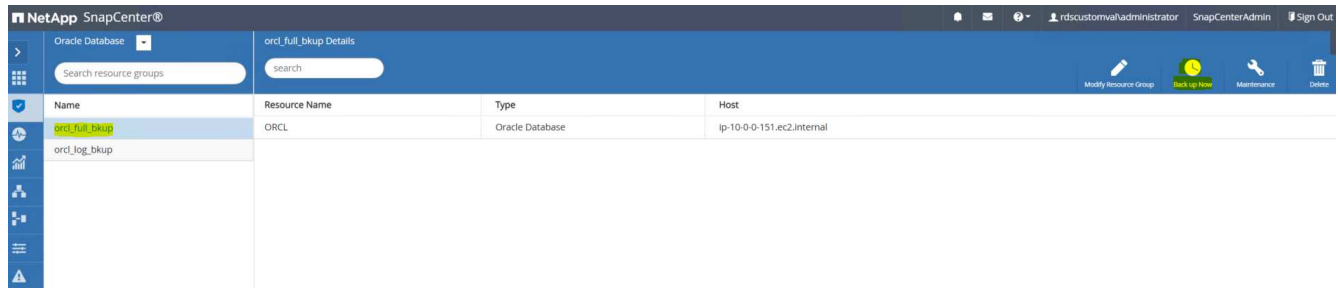 NetApp SnapCenter®
rdscustomval\administrator SnapCenterAdmin Sign Out
Oracle Database
Search resource groups
Name
orcl_full_bkup
orcl_log_bkup
orcl_full_bkup Details
search
Modify Resource Group Back up Now Maintenance Delete
Resource Name Type Host
ORCL Oracle Database ip-10-0-0-151.ec2.internal